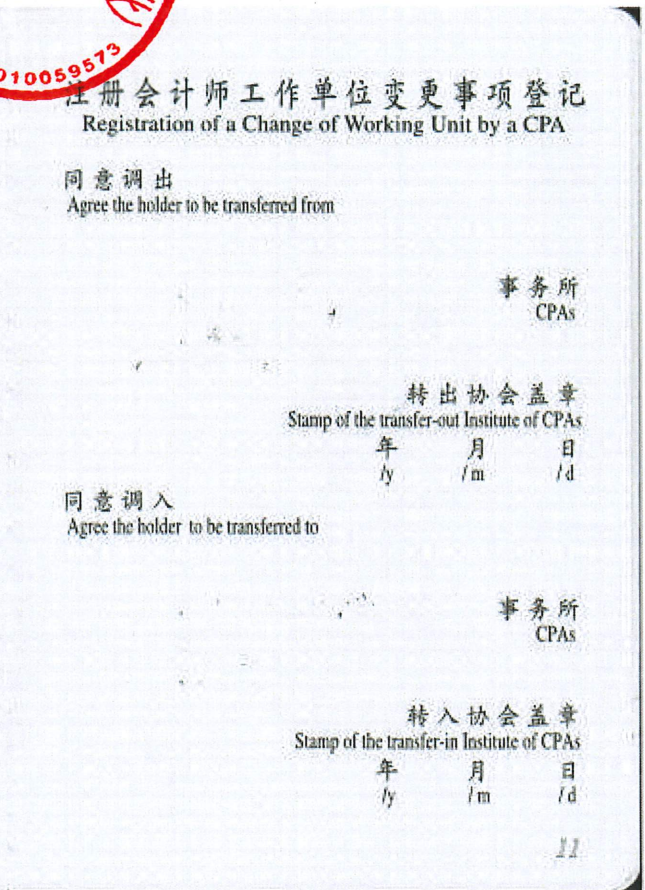 010059573
注册会计师工作单位变更事项登记
Registration of a Change of Working Unit by a CPA
同意调出
Agree the holder to be transferred from
事务所
CPAs
转出协会盖章
Stamp of the transfer-out Institute of CPAs
年 月 日
/y /m /d
同意调入
Agree the holder to be transferred to
事务所
CPAs
转入协会盖章
Stamp of the transfer-in Institute of CPAs
年 月 日
/y /m /d
11